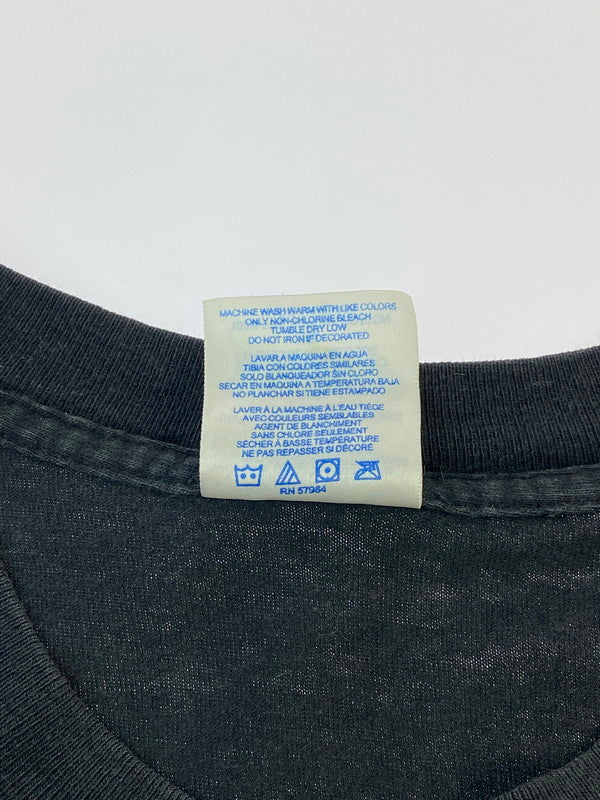 MACHINE WASH WARM WITH LIKE COLORS
ONLY NON-CHLORINE BLEACH
TUMBLE DRY LOW
DO NOT IRON IF DECORATED
LAVAR A MAQUINA EN AGUA
TIBIA CON COLORES SIMILARES
SOLO BLANQUEADOR SIN CLORO
SECAR EN MAQUINA A TEMPERATURA BAJA
NO PLANCHAR SI TIENE ESTAMPADO
LAVER À LA MACHINE À L'EAU TIÈDE
AVEC COULEURS SEMBLABLES
AGENT DE BLANCHIMENT
SANS CHLORE SEULEMENT
SÉCHER À BASSE TEMPÉRATURE
NE PAS REPASSER SI DÉCORÉ
RN 57984